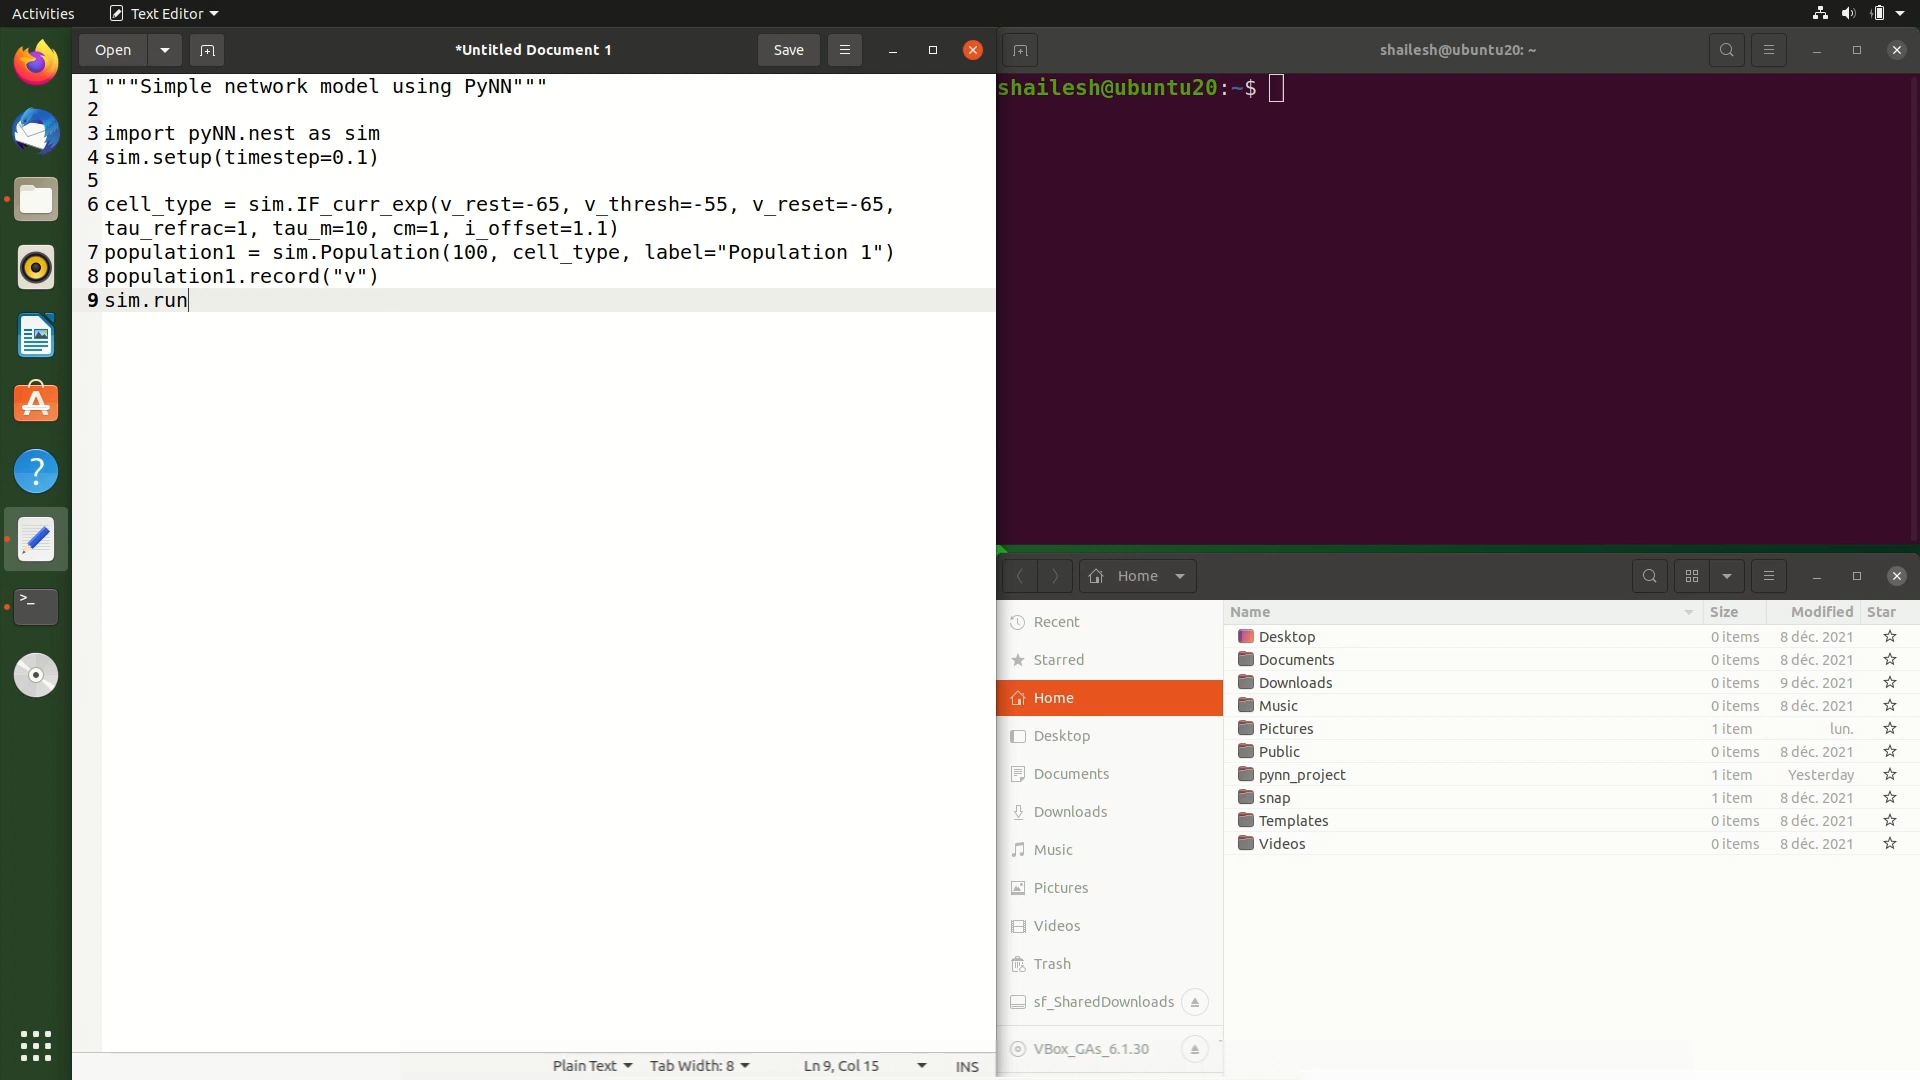 Activities
Text Editor
Open
*Untitled Document 1
Save
shailesh@ubuntu20: ~
1 """Simple network model using PyNN"""
2
3 import pyNN.nest as sim
4 sim.setup(timestep=0.1)
5
6 cell_type = sim.IF_curr_exp(v_rest=-65, v_thresh=-55, v_reset=-65,
tau_refrac=1, tau_m=10, cm=1, i_offset=1.1)
7 population1 = sim.Population(100, cell_type, label="Population 1")
8 population1.record("v")
9 sim.run
Plain Text
Tab Width: 8
Ln 9, Col 15
INS
shailesh@ubuntu20:~$
Home
Recent
Starred
Home
Desktop
Documents
Downloads
Music
Pictures
Videos
Trash
sf_SharedDownloads
VBox_GAs_6.1.30
Name Size Modified Star
Desktop 0 items 8 déc. 2021
Documents 0 items 8 déc. 2021
Downloads 0 items 9 déc. 2021
Music 0 items 8 déc. 2021
Pictures 1 item lun.
Public 0 items 8 déc. 2021
pynn_project 1 item Yesterday
snap 1 item 8 déc. 2021
Templates 0 items 8 déc. 2021
Videos 0 items 8 déc. 2021